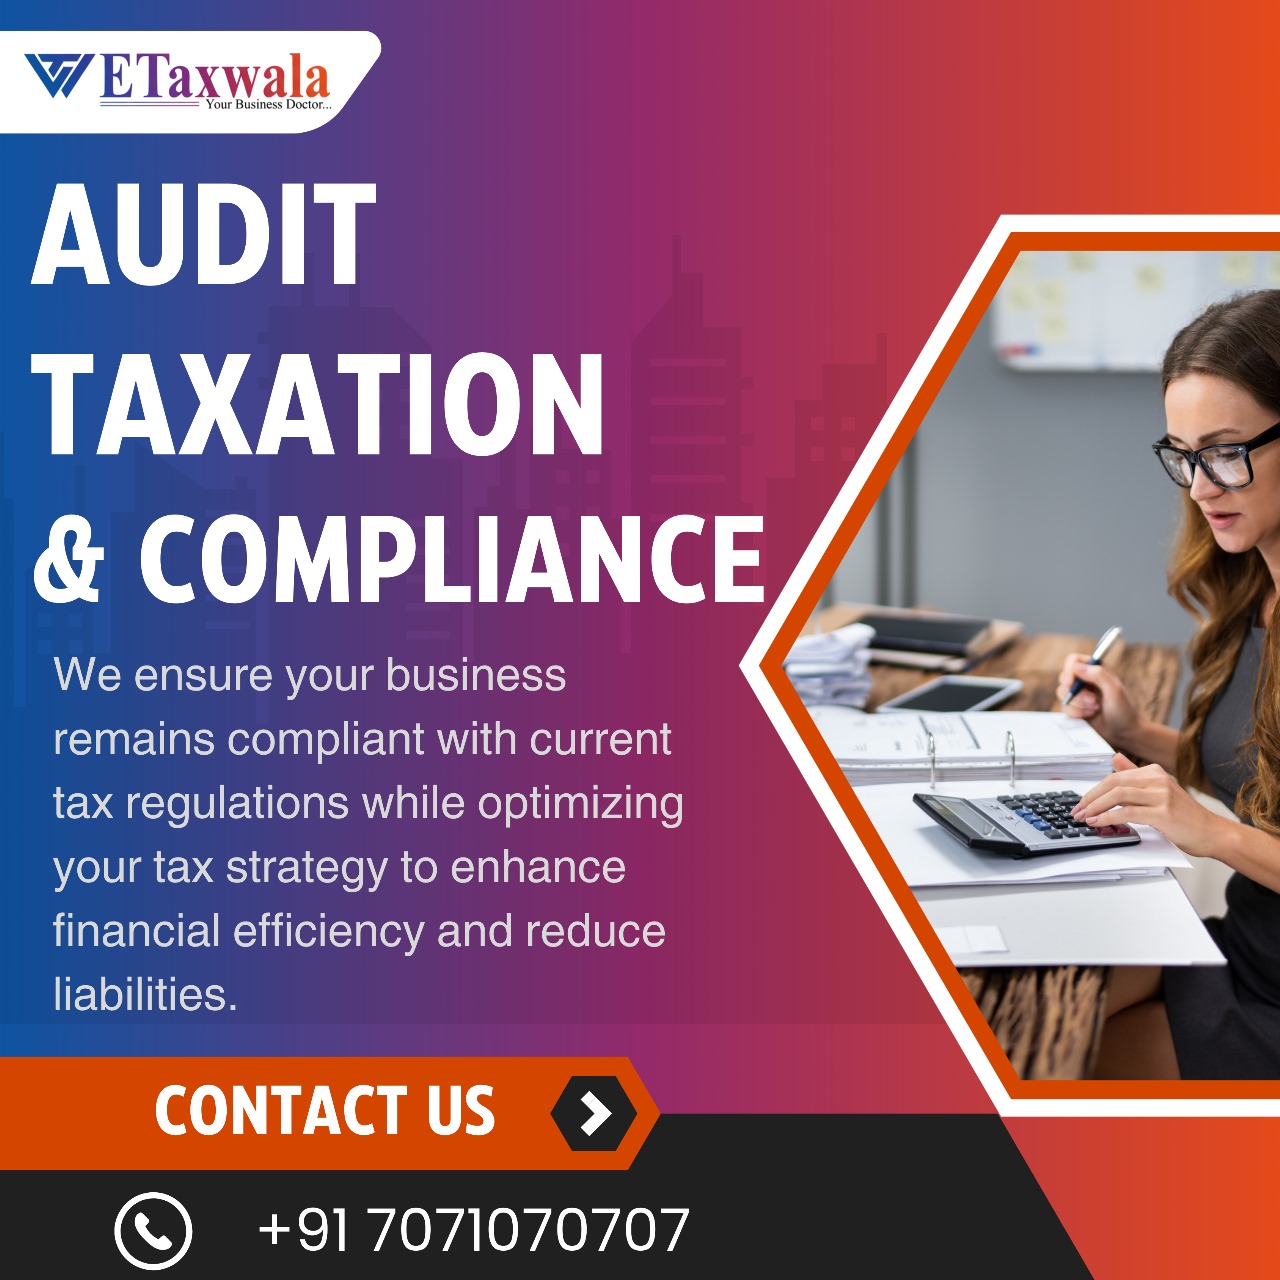 WETaxwala
Your Business Doctor...
AUDIT
TAXATION
& COMPLIANCE
We ensure your business
remains compliant with current
tax regulations while optimizing
your tax strategy to enhance
financial efficiency and reduce
liabilities.
CONTACT US
+91 7071070707